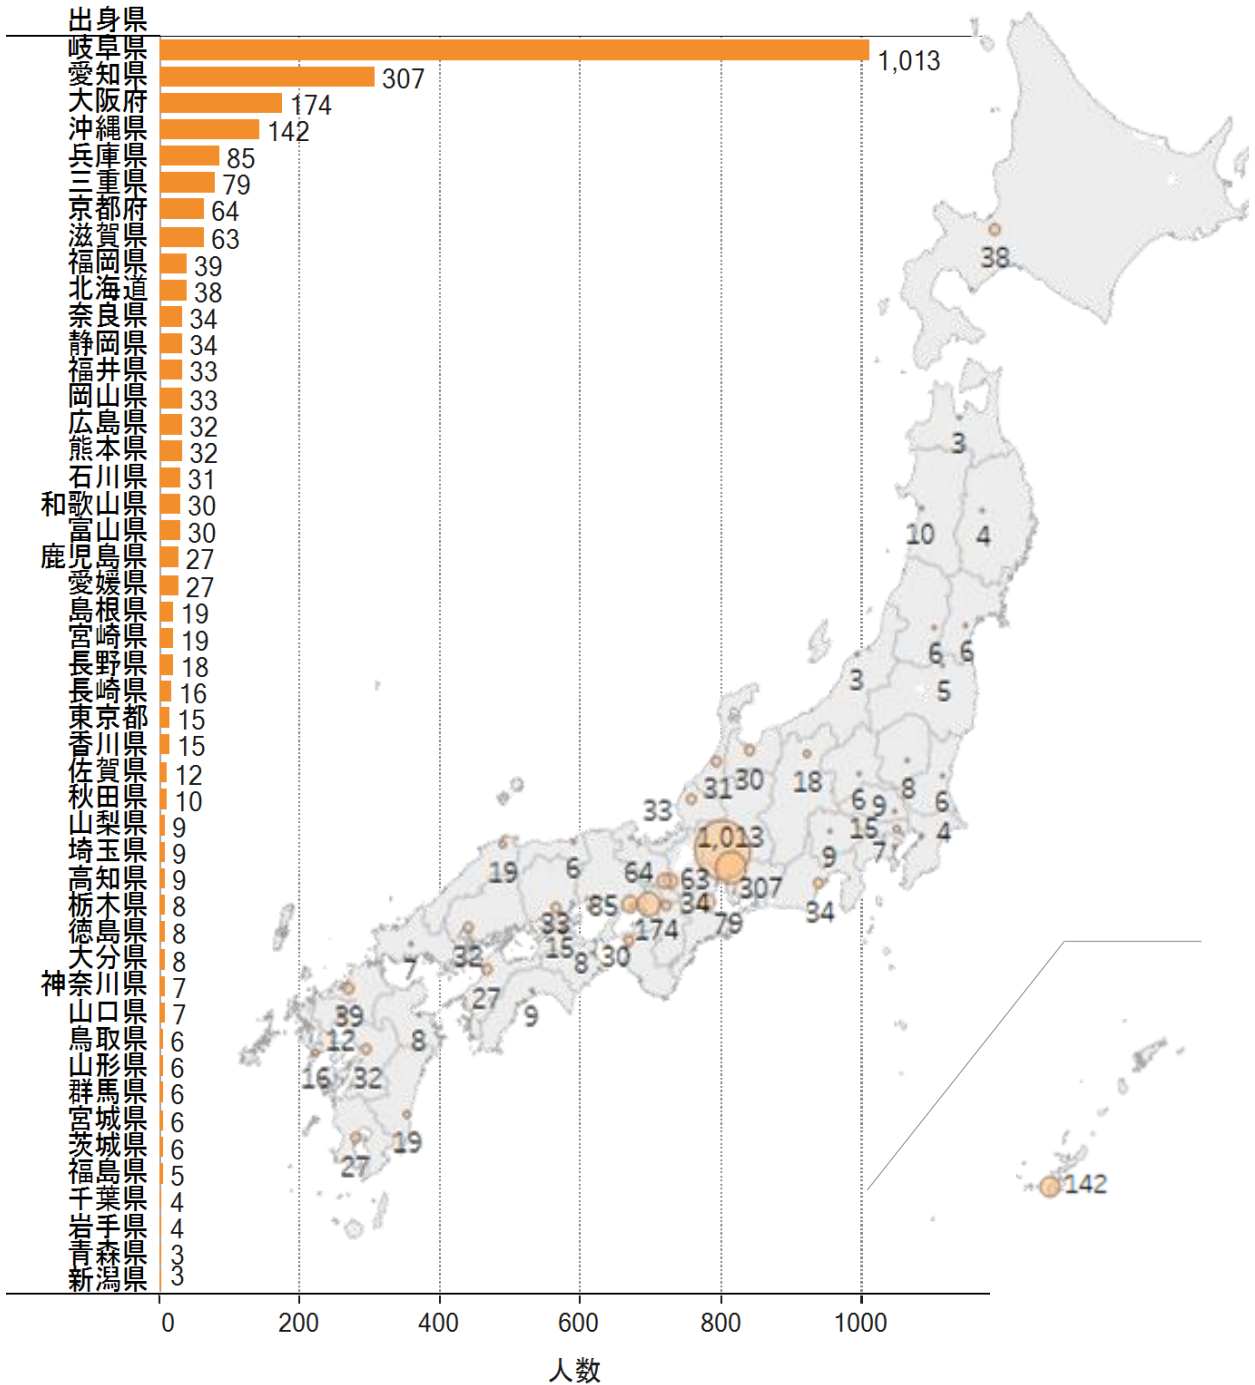 出身県
岐阜県 1,013
愛知県 307
大阪府 174
沖縄県 142
兵庫県 85
三重県 79
京都府 64
滋賀県 63
福岡県 39
北海道 38
奈良県 34
静岡県 34
福井県 33
岡山県 33
広島県 32
熊本県 32
石川県 31
和歌山県 30
富山県 30
鹿児島県 27
愛媛県 27
島根県 19
宮崎県 19
長野県 18
長崎県 16
東京都 15
香川県 15
佐賀県 12
秋田県 10
山梨県 9
埼玉県 9
高知県 9
栃木県 8
徳島県 8
大分県 8
神奈川県 7
山口県 7
鳥取県 6
山形県 6
群馬県 6
宮城県 6
茨城県 6
福島県 5
千葉県 4
岩手県 4
青森県 3
新潟県 3
0 200 400 600 800 1000
人数
38
3
10 4
6 6
3 5
31 30 18 6 9 8 6
33
1,013 15 4
19 6 64 63 307 9 7
85 34 34
33 174 79
32 15 8 30
7
27 9
39
12 8
16 32
19
27
142